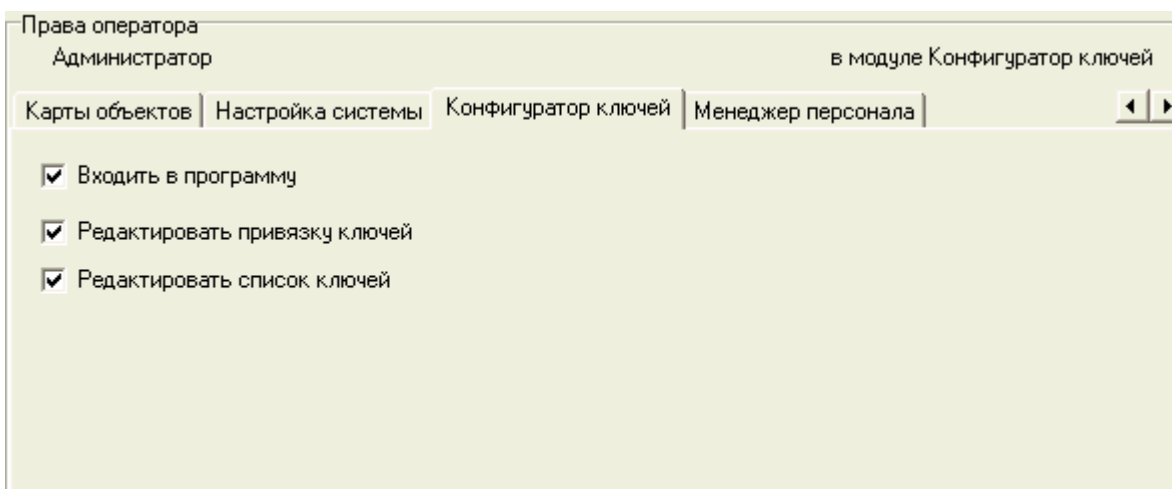 Права оператора
Администратор в модуле Конфигуратор ключей
Карты объектов Настройка системы Конфигуратор ключей Менеджер персонала
Входить в программу
Редактировать привязку ключей
Редактировать список ключей